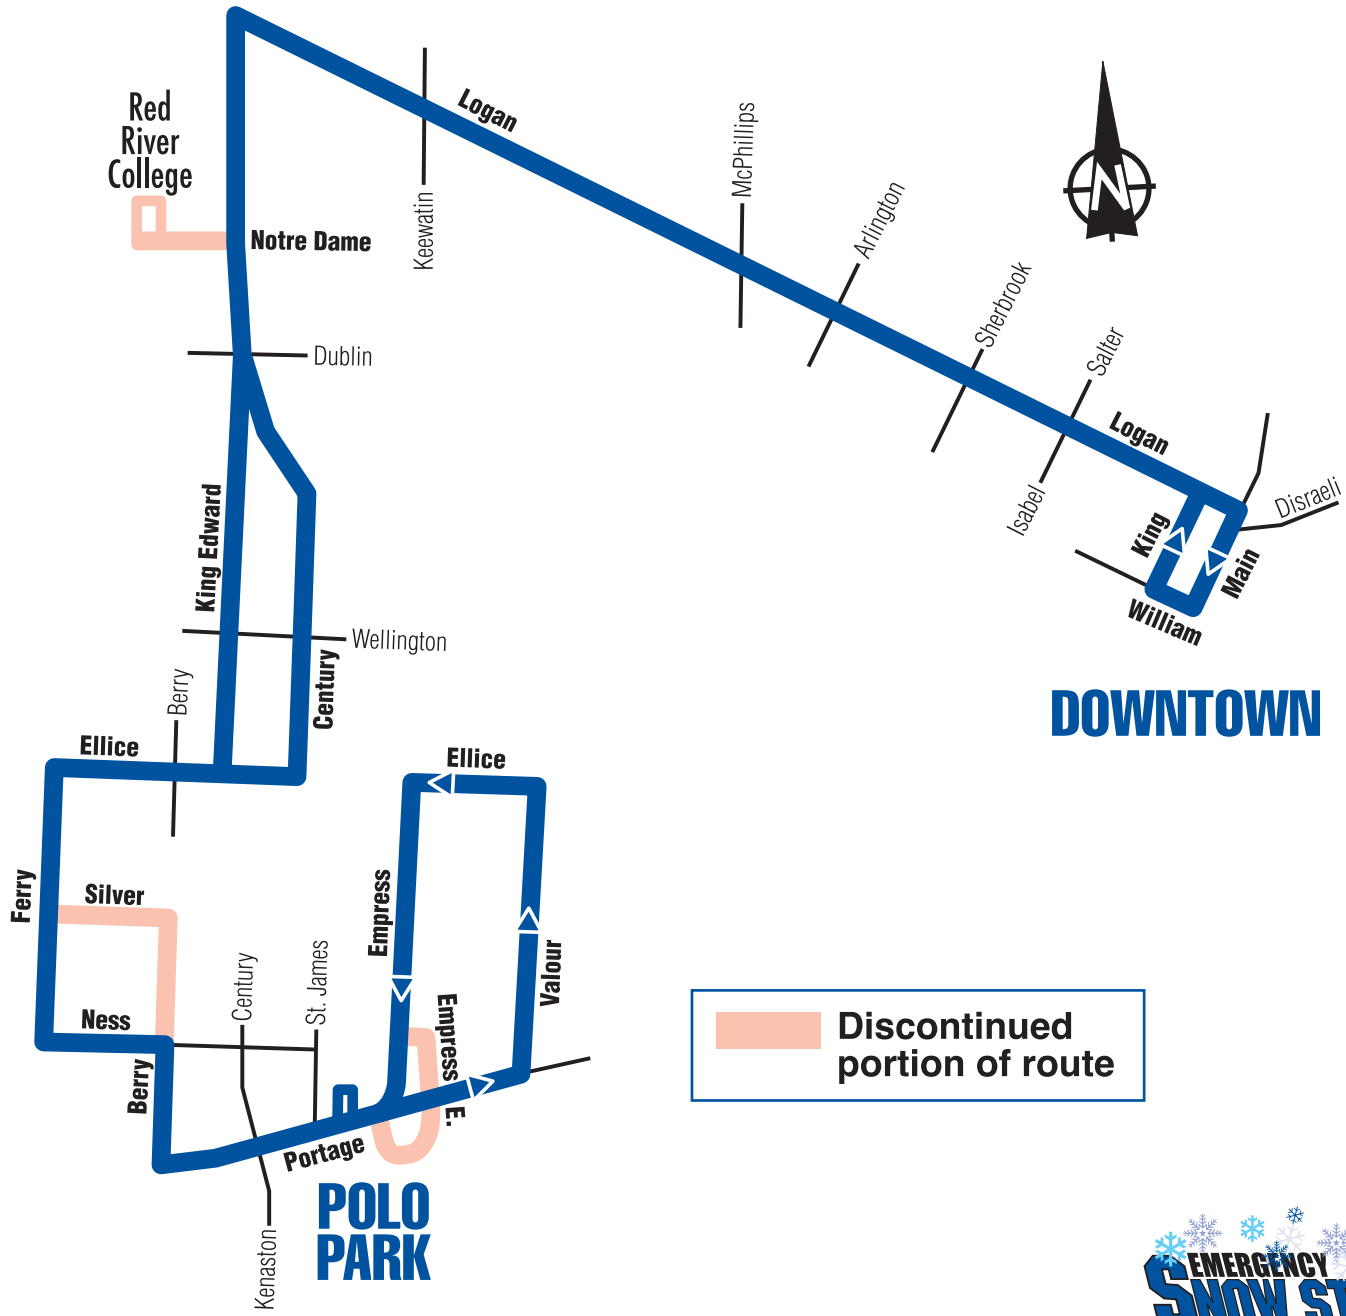 Logan
Red
River
College
Notre Dame
Keewatin
McPhillips
Arlington
Sherbrook
Salter
Dublin
Logan
Isabel
Disraeli
King
Main
William
King Edward
Wellington
Century
Berry
DOWNTOWN
Ellice
Ellice
Ferry
Silver
Empress
Valour
Century
St. James
Ness
Berry
Empress E.
Discontinued
portion of route
Portage
POLO
PARK
Kenaston
EMERGENCY
SNOW ST